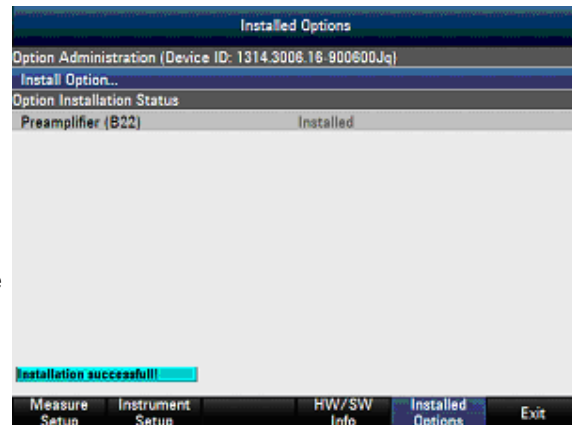 Installed Options
Option Administration (Device ID: 1314.3006.16-900600Jq)
Install Option...
Option Installation Status
Preamplifier (B22) Installed
e
Installation successfull!
Measure Setup Instrument Setup HW/SW Info Installed Options Exit